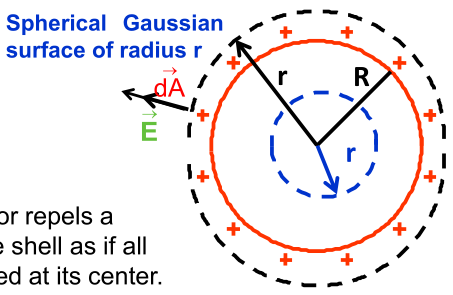 Spherical Gaussian
surface of radius r
r
R
dA
E
r
+ + + + + + + + + + + +
or repels a
e shell as if all
ed at its center.